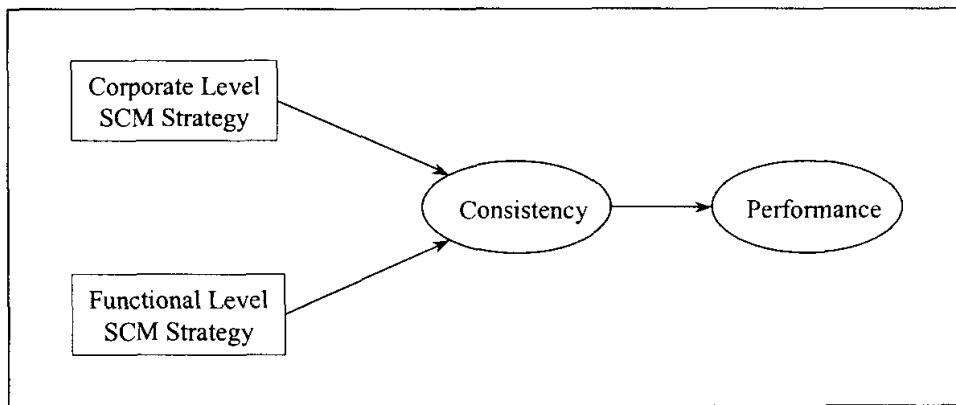 Corporate Level
SCM Strategy
Consistency
Performance
Functional Level
SCM Strategy